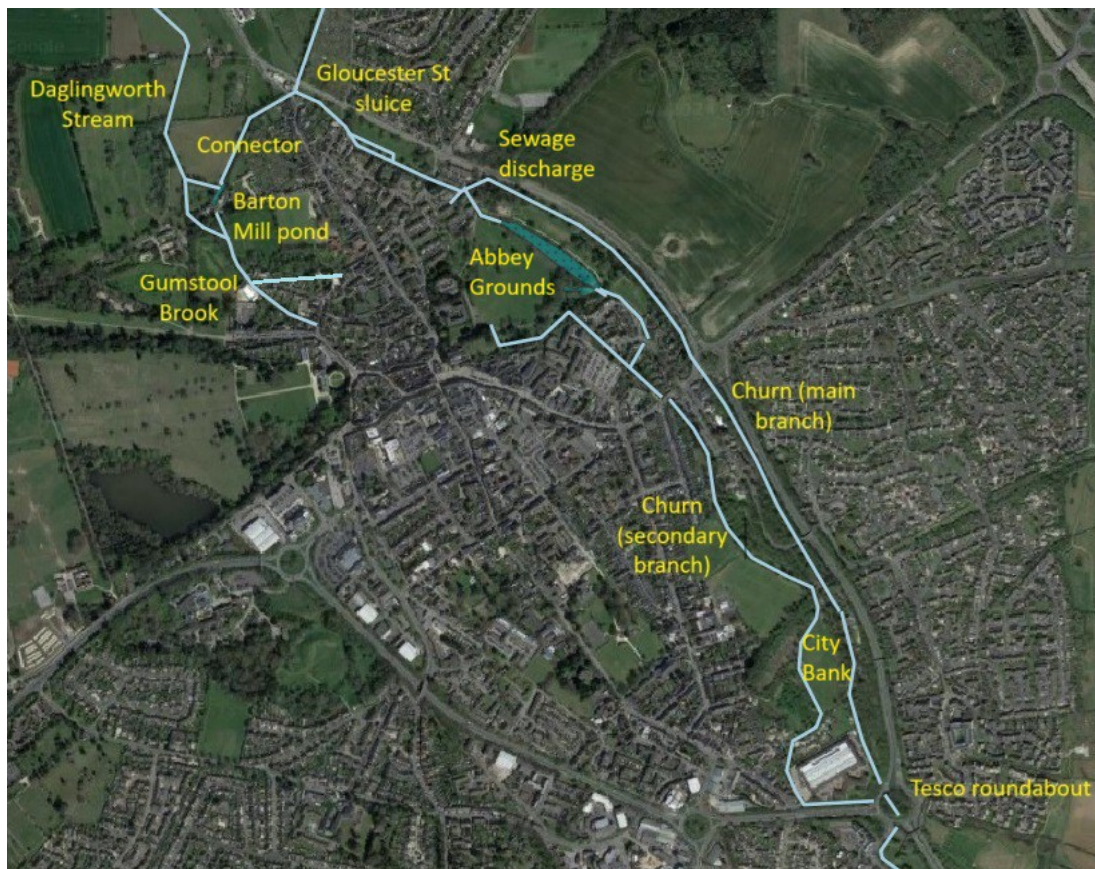 Google
Daglingworth
Stream
Gloucester St
sluice
Connector
Sewage
discharge
Barton
Mill pond
Abbey
Grounds
Gumstool
Brook
Churn (main
branch)
Churn
(secondary
branch)
City
Bank
Tesco roundabout